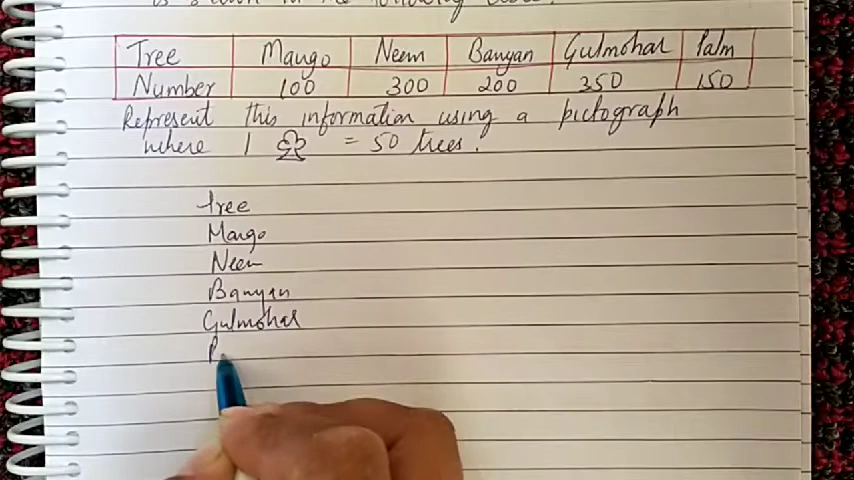 Tree Mango Neem Banyan Gulmohar Palm
Number 100 300 200 350 150
Represent this information using a pictograph
where 1 = 50 trees.
Tree
Mango
Neem
Banyan
Gulmohar
P